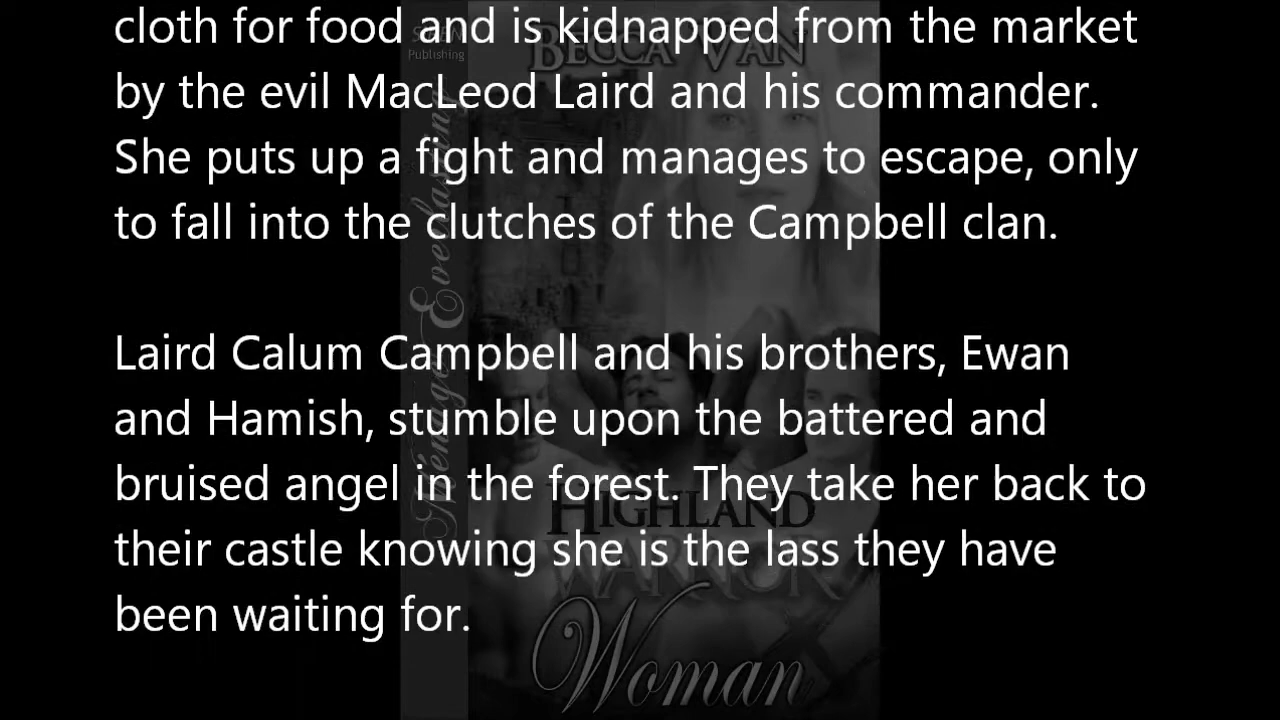 cloth for food and is kidnapped from the market
by the evil MacLeod Laird and his commander.
She puts up a fight and manages to escape, only
to fall into the clutches of the Campbell clan.
Laird Calum Campbell and his brothers, Ewan
and Hamish, stumble upon the battered and
bruised angel in the forest. They take her back to
their castle knowing she is the lass they have
been waiting for.
SIREN
Publishing
BECCA VAN
Ménage Everlasting
HIGHLAND
WARRIOR
Woman